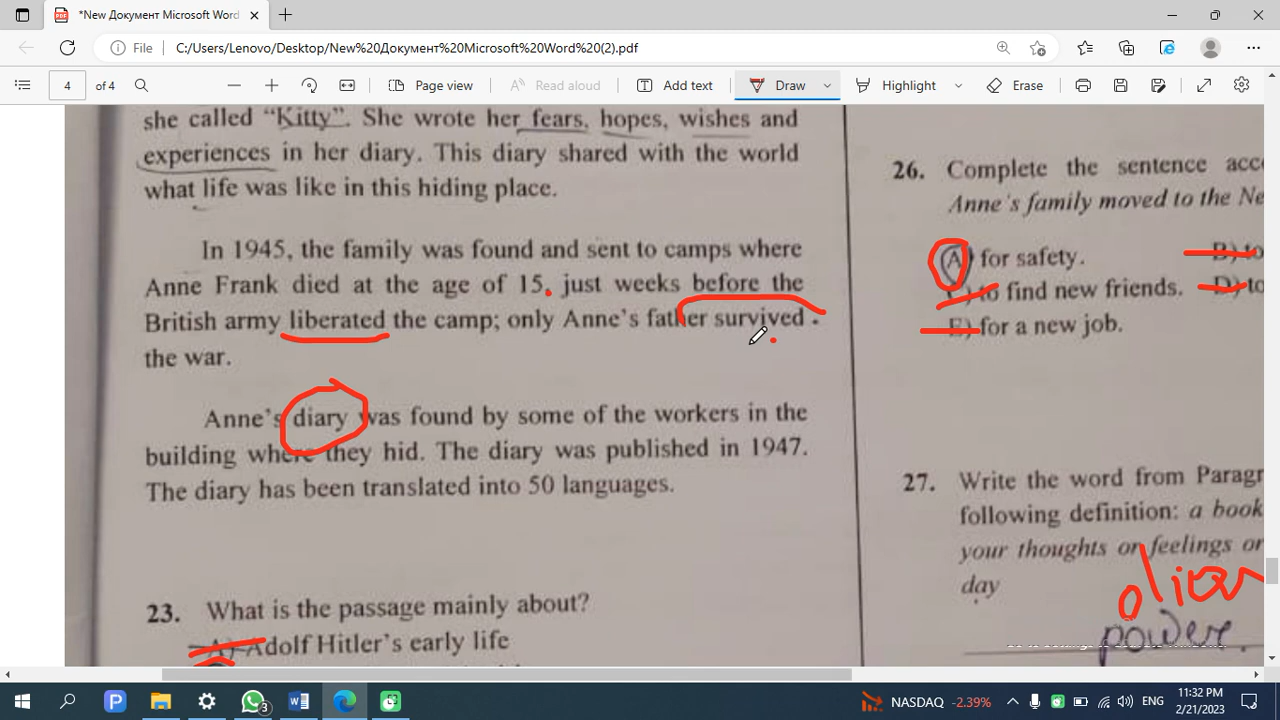 *New Документ Microsoft Word
File
C:/Users/Lenovo/Desktop/New%20Документ%20Microsoft%20Word%20(2).pdf
4 of 4
Page view
Read aloud
Add text
Draw
Highlight
Erase
she called “Kitty”. She wrote her fears, hopes, wishes and
experiences in her diary. This diary shared with the world
what life was like in this hiding place.
In 1945, the family was found and sent to camps where
Anne Frank died at the age of 15, just weeks before the
British army liberated the camp; only Anne's father survived
the war.
Anne's diary was found by some of the workers in the
building where they hid. The diary was published in 1947.
The diary has been translated into 50 languages.
23. What is the passage mainly about?
A) Adolf Hitler's early life
26. Complete the sentence acc
Anne's family moved to the Ne
A) for safety.
B) to
C) to find new friends.
D) to
E) for a new job.
27. Write the word from Paragr
following definition: a book
your thoughts or feelings or
day
diar
power
P
3
W
NASDAQ -2.39%
ENG
11:32 PM
2/21/2023